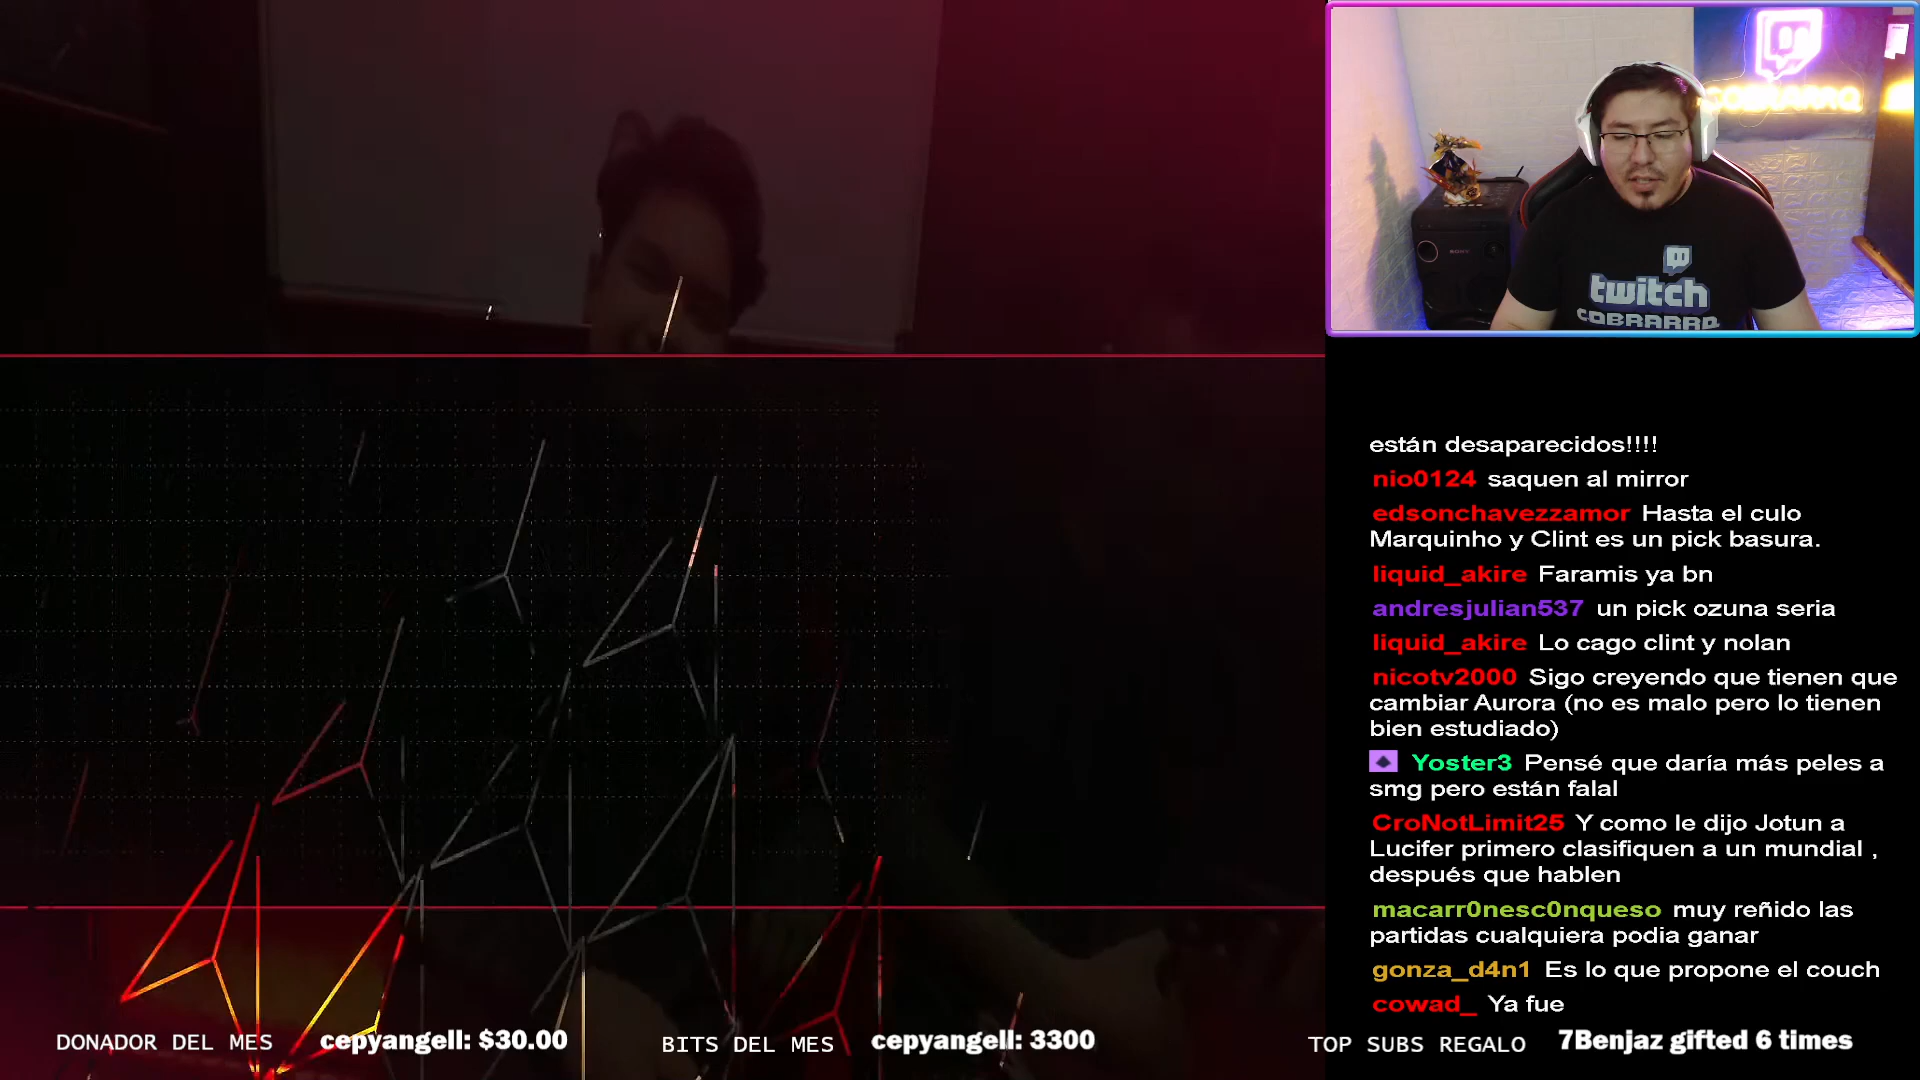 COBRARRQ
SONY
twitch
COBRARRQ
están desaparecidos!!!!
nio0124 saquen al mirror
edsonchavezzamor Hasta el culo
Marquinho y Clint es un pick basura.
liquid_akire Faramis ya bn
andresjulian537 un pick ozuna seria
liquid_akire Lo cago clint y nolan
nicotv2000 Sigo creyendo que tienen que
cambiar Aurora (no es malo pero lo tienen
bien estudiado)
Yoster3 Pensé que daría más peles a
smg pero están falal
CroNotLimit25 Y como le dijo Jotun a
Lucifer primero clasifiquen a un mundial ,
después que hablen
macarr0nesc0nqueso muy reñido las
partidas cualquiera podia ganar
gonza_d4n1 Es lo que propone el couch
cowad_ Ya fue
DONADOR DEL MES cepyangell: $30.00 BITS DEL MES cepyangell: 3300 TOP SUBS REGALO 7Benjaz gifted 6 times